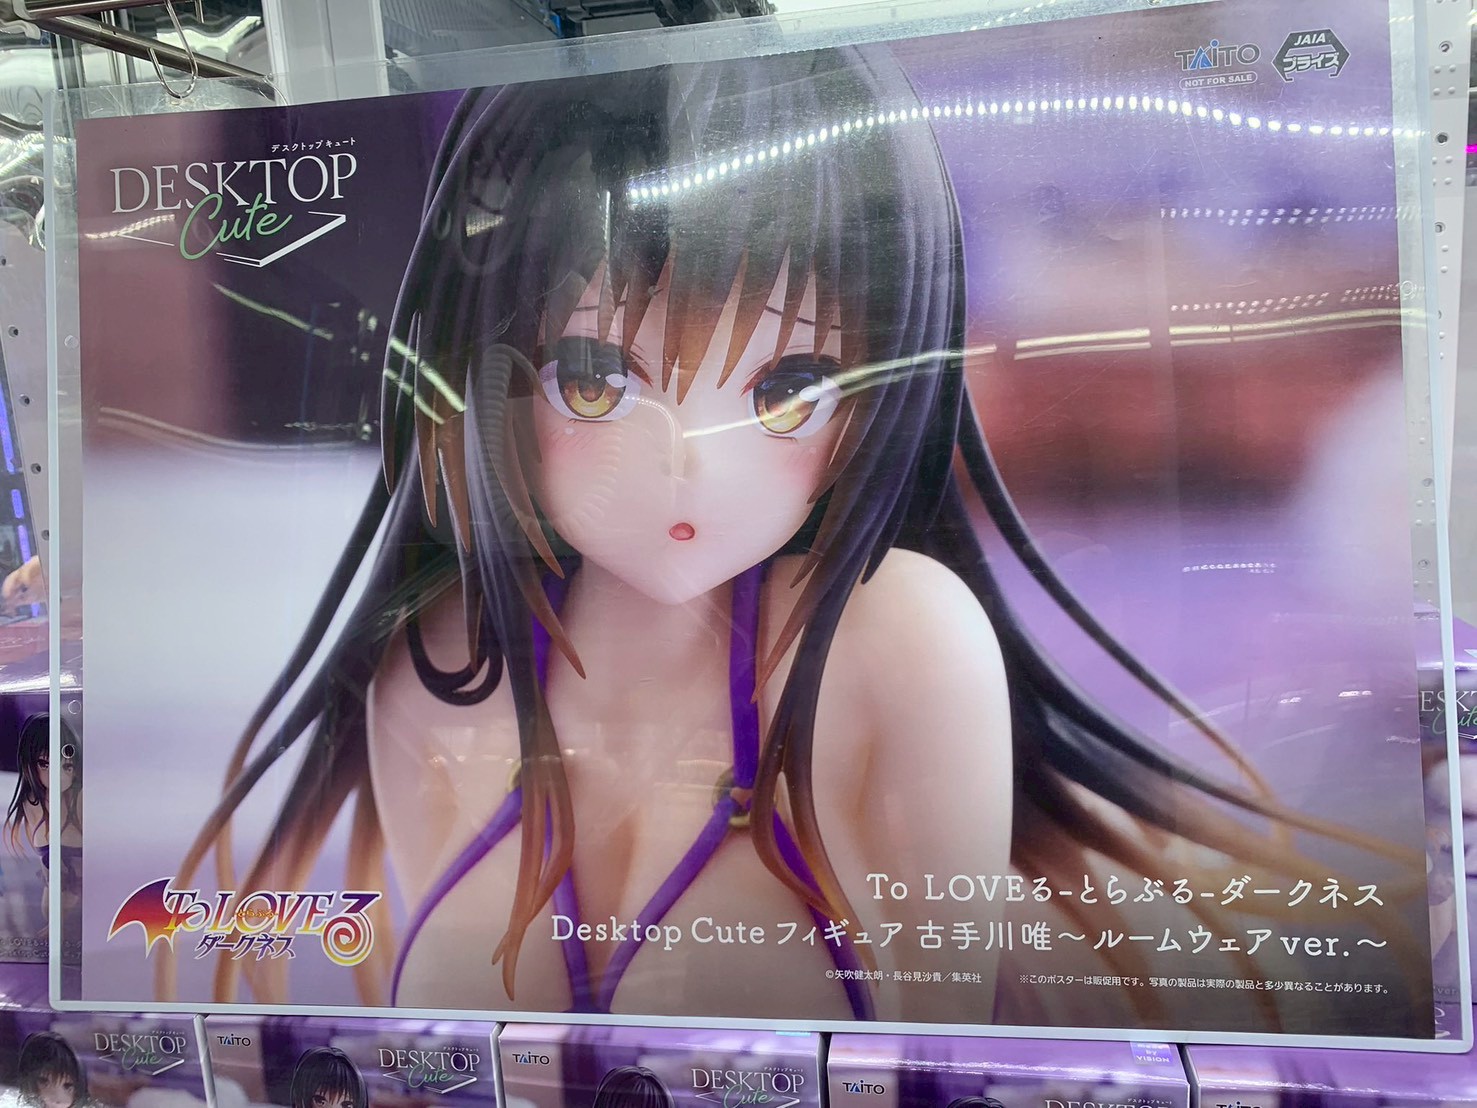 TAITO
NOT FOR SALE
JAIA
プライズ
デスクトップキュート
DESKTOP
Cute
To LOVEる
とらぶる
ダークネス
To LOVEる-とらぶる-ダークネス
Desktop Cute フィギュア 古手川唯～ルームウェアver.～
©矢吹健太朗・長谷見沙貴／集英社
※このポスターは販促用です。写真の製品は実際の製品と多少異なることがあります。
DESKTOP
Cute
TAITO
DESKTOP
Cute
TAITO
DESKTOP
Cute
TAITO